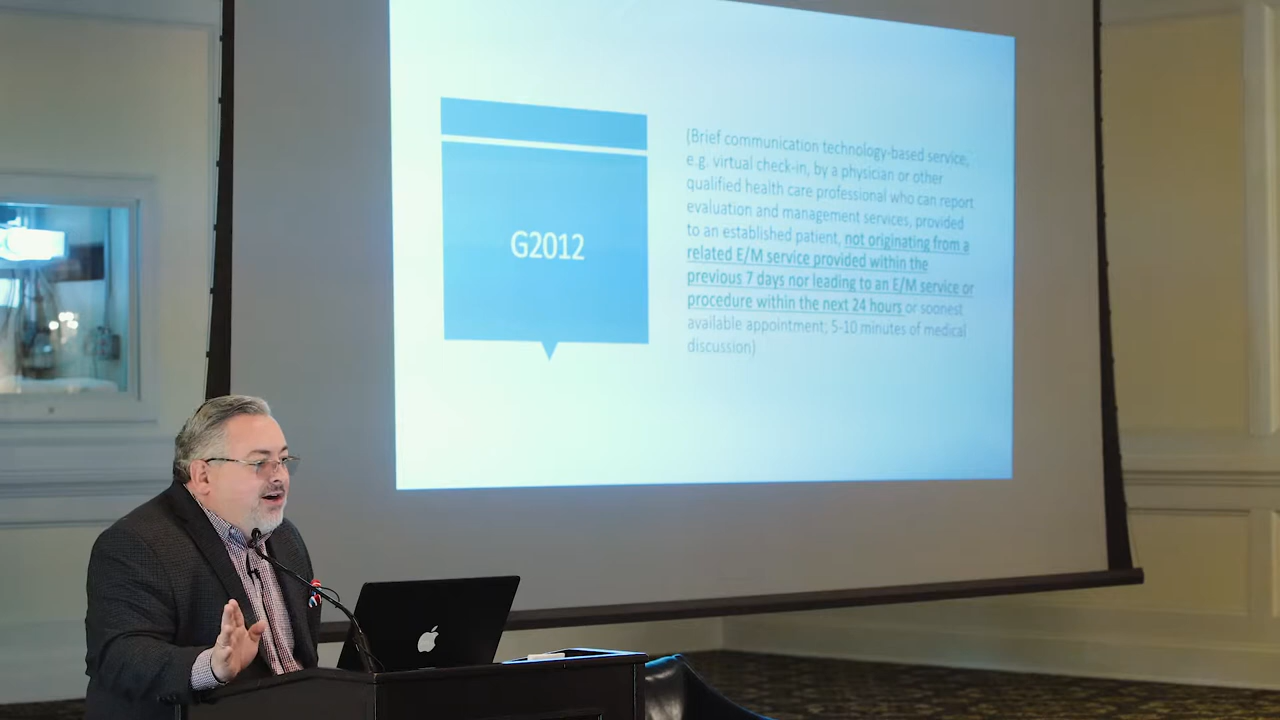 G2012
(Brief communication technology-based service,
e.g. virtual check-in, by a physician or other
qualified health care professional who can report
evaluation and management services, provided
to an established patient, not originating from a
related E/M service provided within the
previous 7 days nor leading to an E/M service or
procedure within the next 24 hours or soonest
available appointment; 5-10 minutes of medical
discussion)